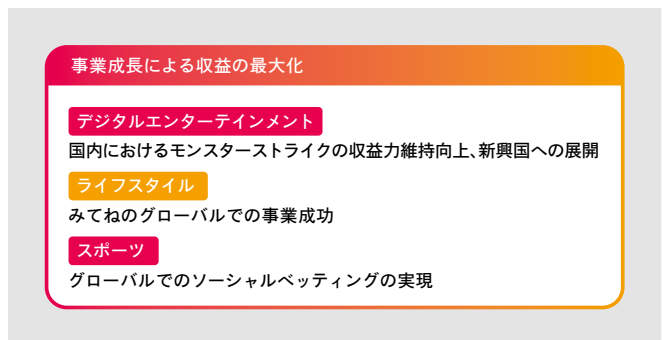 事業成長による収益の最大化
デジタルエンターテインメント
国内におけるモンスターストライクの収益力維持向上、新興国への展開
ライフスタイル
みてねのグローバルでの事業成功
スポーツ
グローバルでのソーシャルベッティングの実現